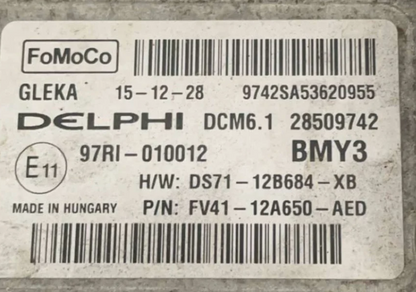 FoMoCo
GLEKA 15-12-28 9742SA53620955
DELPHI DCM6.1 28509742
E11 97RI-010012 BMY3
H/W: DS71-12B684-XB
MADE IN HUNGARY P/N: FV41-12A650-AED